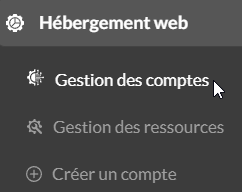 Hébergement web
Gestion des comptes
Gestion des ressources
Créer un compte